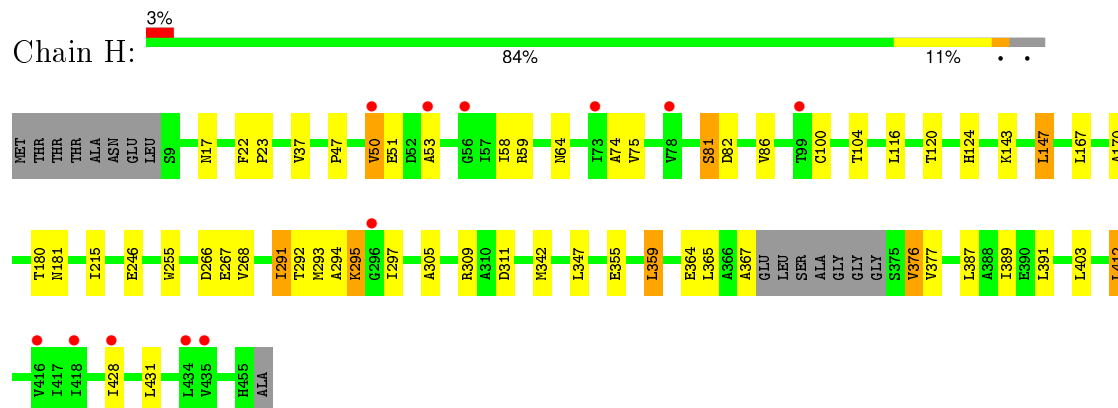 3%
Chain H:
84% 11% • •
MET THR THR THR ALA ASN GLU LEU S9 N17 F22 P23 V37 P47 V50 E51 D52 A53 G56 I57 I58 R59 N64 I73 A74 V75 V78 S81 D82 V86 T99 C100 T104 L116 T120 H124 K143 L147 L167
T180 N181 I215 E246 W255 D266 E267 V268 I291 T292 M293 A294 K295 G296 I297 A305 R309 A310 D311 M342 L347 E355 L359 E364 L365 A366 A367 GLU LEU SER ALA GLY GLY GLY S375 V376 V377 L387 A388 I389 E390 L391 L403
V416 I417 I418 I428 L431 L434 V435 H455 ALA